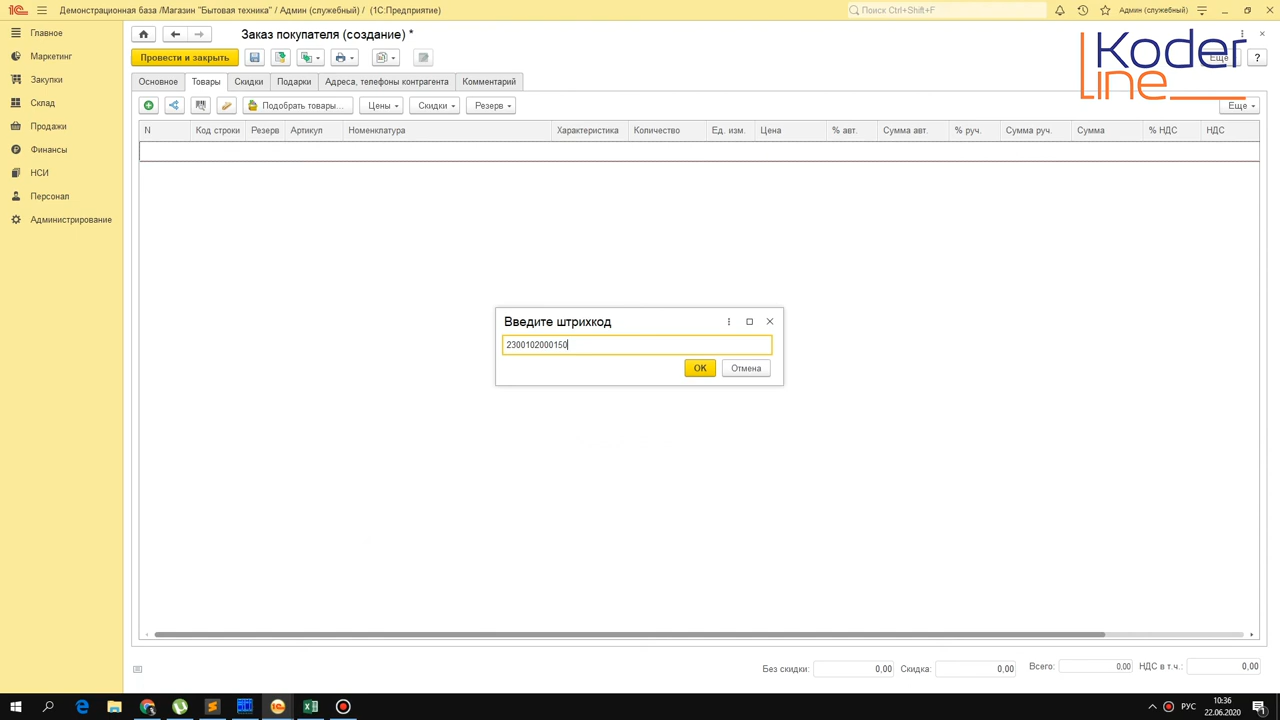 1С Демонстрационная база /Магазин "Бытовая техника" / Админ (служебный) / (1С:Предприятие)
Поиск Ctrl+Shift+F
Админ (служебный)
Главное
Маркетинг
Закупки
Склад
Продажи
Финансы
НСИ
Персонал
Администрирование
Заказ покупателя (создание) *
Koder
line
Провести и закрыть
Еще
?
Основное Товары Скидки Подарки Адреса, телефоны контрагента Комментарий
Подобрать товары... Цены Скидки Резерв Еще
N Код строки Резерв Артикул Номенклатура Характеристика Количество Ед. изм. Цена % авт. Сумма авт. % руч. Сумма руч. Сумма % НДС НДС
Введите штрихкод
2300102000150
ОК Отмена
Без скидки: 0,00 Скидка: 0,00 Всего: 0,00 НДС в т.ч.: 0,00
РУС
10:36
22.06.2020
1